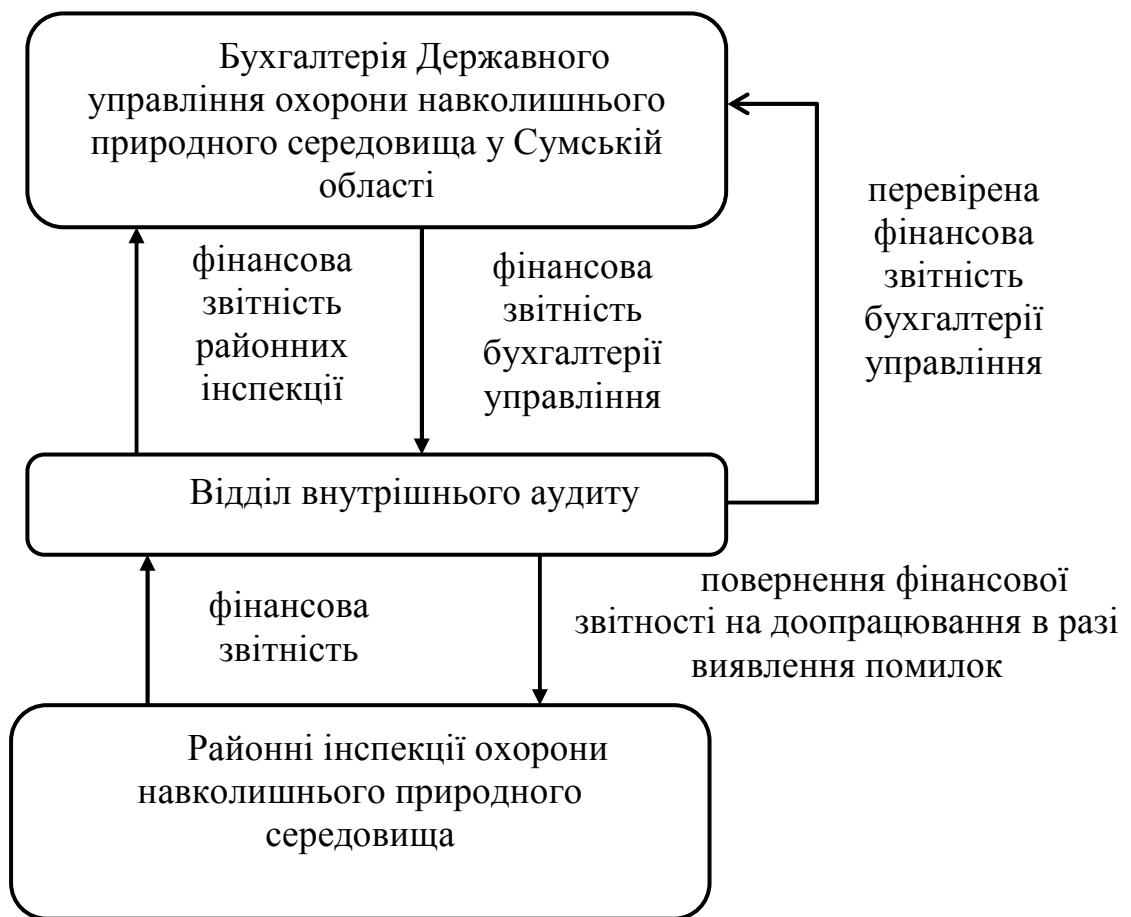 Бухгалтерія Державного
управління охорони навколишнього
природного середовища у Сумській
області
фінансова
звітність
районних
інспекції
фінансова
звітність
бухгалтерії
управління
перевірена
фінансова
звітність
бухгалтерії
управління
Відділ внутрішнього аудиту
фінансова
звітність
повернення фінансової
звітності на доопрацювання в разі
виявлення помилок
Районні інспекції охорони
навколишнього природного
середовища